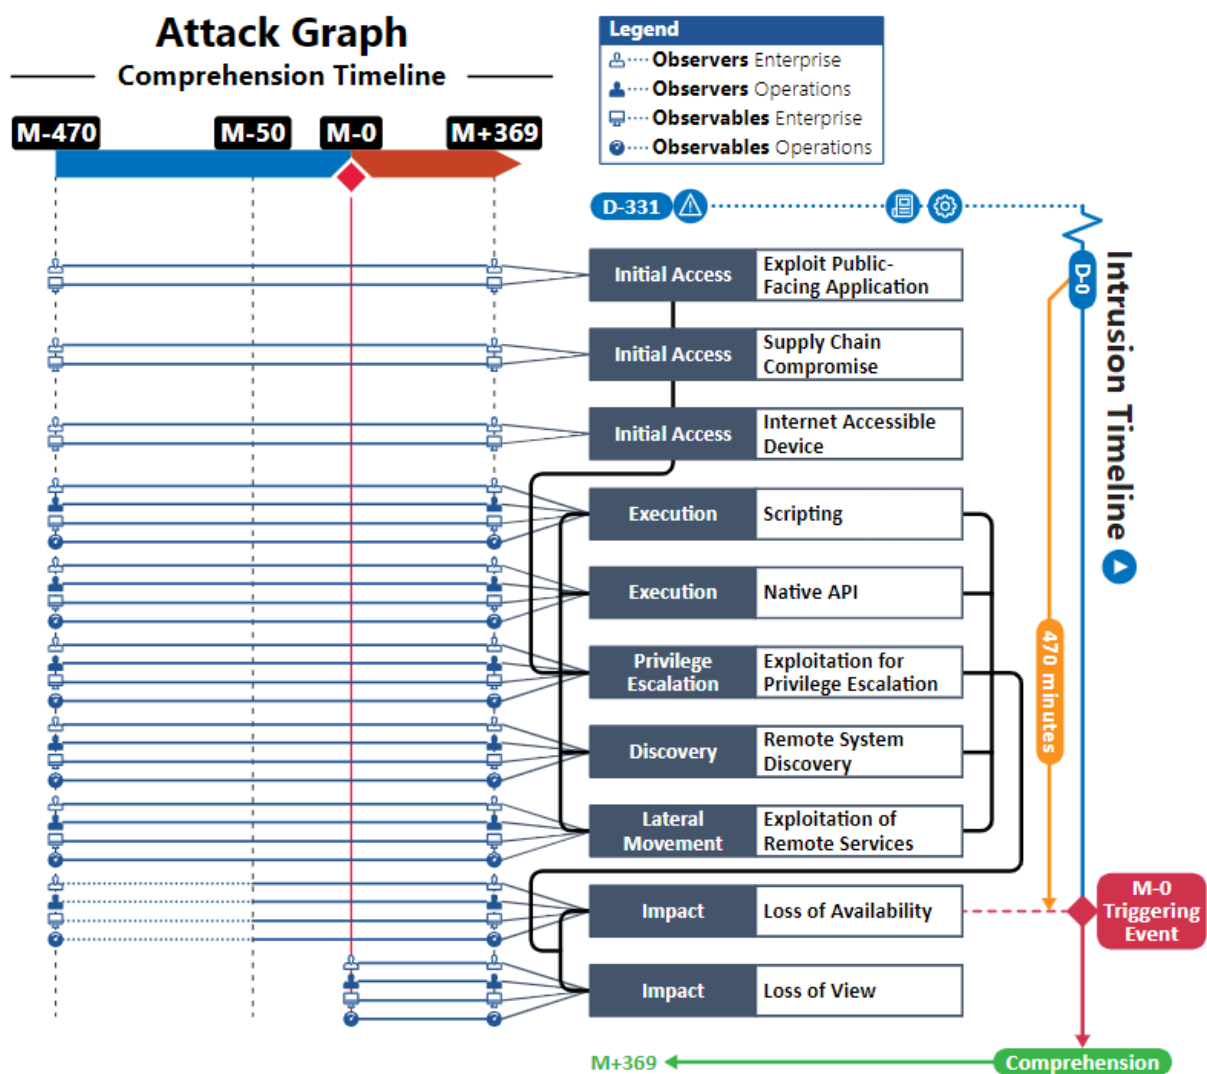 Attack Graph
Comprehension Timeline
Legend
Observers Enterprise
Observers Operations
Observables Enterprise
Observables Operations
M-470
M-50
M-0
M+369
D-331
D-0
Intrusion Timeline
470 minutes
Initial Access
Exploit Public-
Facing Application
Initial Access
Supply Chain
Compromise
Initial Access
Internet Accessible
Device
Execution
Scripting
Execution
Native API
Privilege
Escalation
Exploitation for
Privilege Escalation
Discovery
Remote System
Discovery
Lateral
Movement
Exploitation of
Remote Services
Impact
Loss of Availability
M-0
Triggering
Event
Impact
Loss of View
M+369
Comprehension